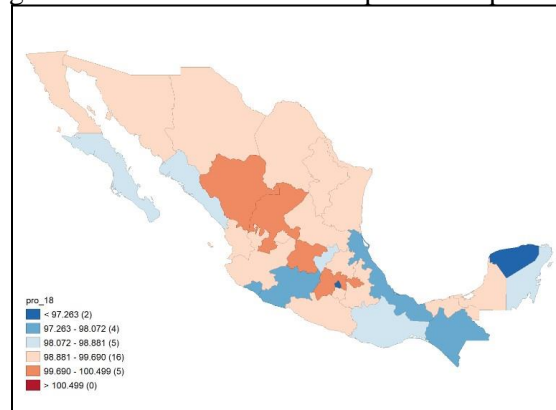 pro_18
< 97.263 (2)
97.263 - 98.072 (4)
98.072 - 98.881 (5)
98.881 - 99.690 (16)
99.690 - 100.499 (5)
> 100.499 (0)